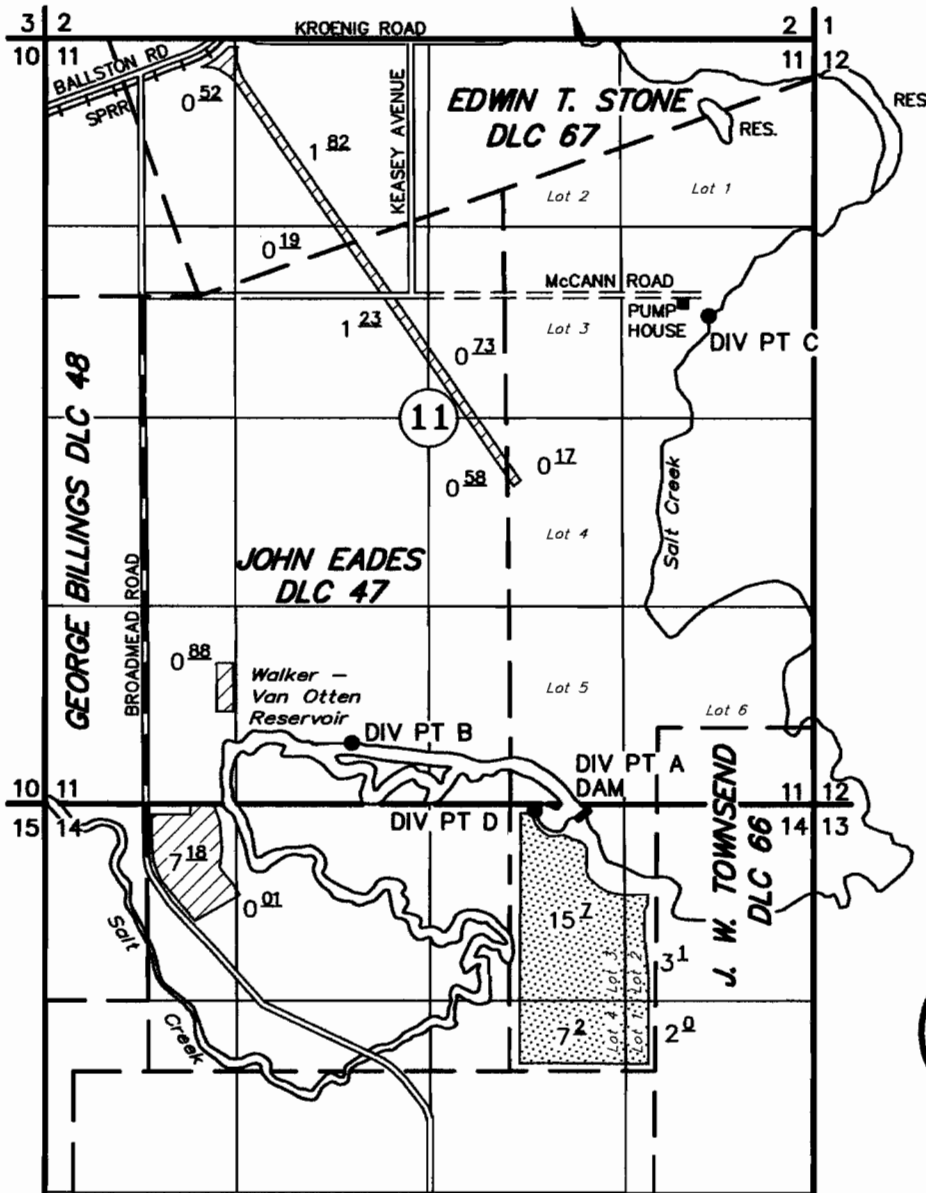 3 2
KROENIG ROAD
2 1
10 11
11 12
BALLSTON RD
SPRR
0 52
1 82
KEASEY AVENUE
EDWIN T. STONE
DLC 67
RES.
RES
Lot 2
Lot 1
0 19
McCANN ROAD
PUMP
HOUSE
DIV PT C
1 23
Lot 3
0 73
11
0 58
0 17
Lot 4
Salt Creek
GEORGE BILLINGS DLC 48
BROADMEAD ROAD
JOHN EADES
DLC 47
0 88
Walker -
Van Otten
Reservoir
Lot 5
Lot 6
DIV PT B
DIV PT A
DAM
10 11
15 14
DIV PT D
11 12
14 13
J. W. TOWNSEND
DLC 66
7 18
0 01
15 7
Lot 3
Lot 2
3 1
Salt
Creek
7 2
Lot 4
Lot 1
2 0